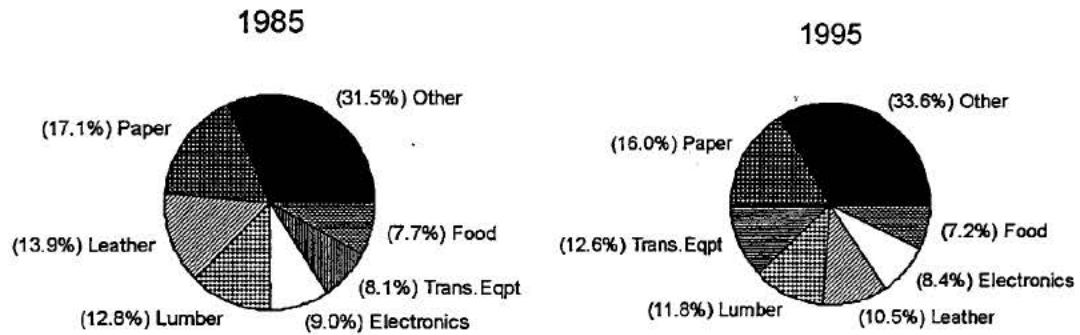 1985
(31.5%) Other
(17.1%) Paper
(13.9%) Leather
(7.7%) Food
(8.1%) Trans.Eqpt
(12.8%) Lumber
(9.0%) Electronics
1995
(33.6%) Other
(16.0%) Paper
(12.6%) Trans.Eqpt
(7.2%) Food
(8.4%) Electronics
(11.8%) Lumber
(10.5%) Leather